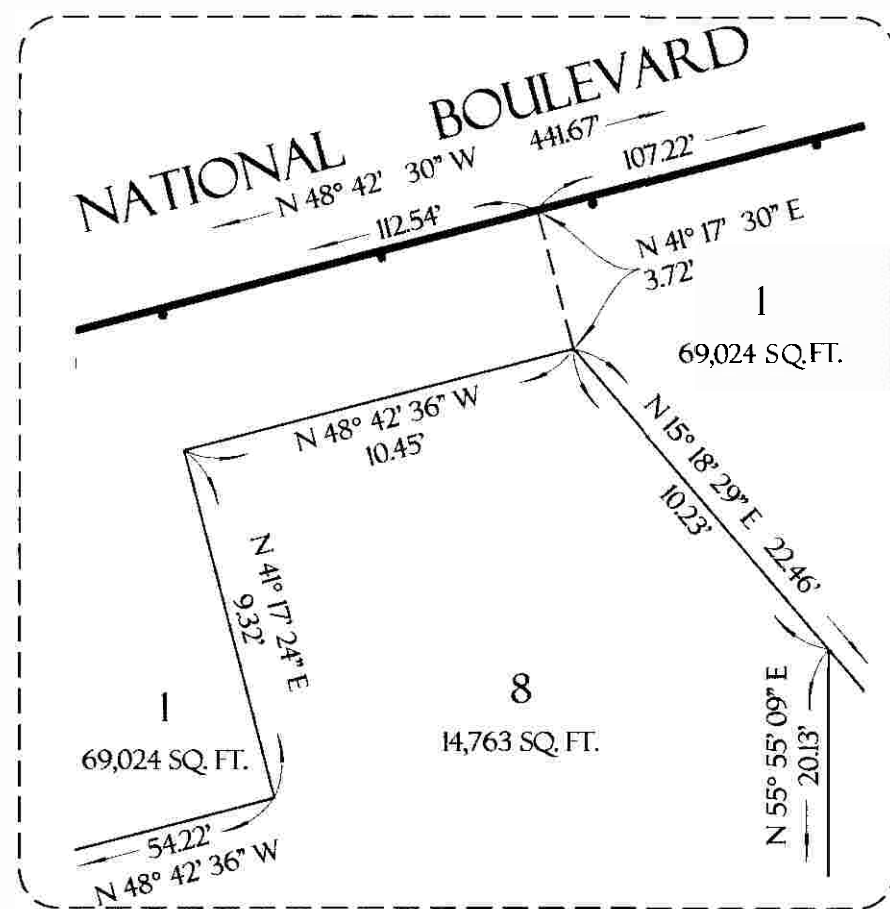 NATIONAL BOULEVARD
N 48° 42' 30" W 441.67'
112.54'
107.22'
N 41° 17' 30" E
3.72'
1
69,024 SQ.FT.
N 48° 42' 36" W
10.45'
N 15° 18' 29" E 22.46'
10.23'
N 41° 17' 24" E
9.32'
8
14,763 SQ. FT.
1
69,024 SQ. FT.
N 55° 55' 09" E
20.13'
54.22'
N 48° 42' 36" W